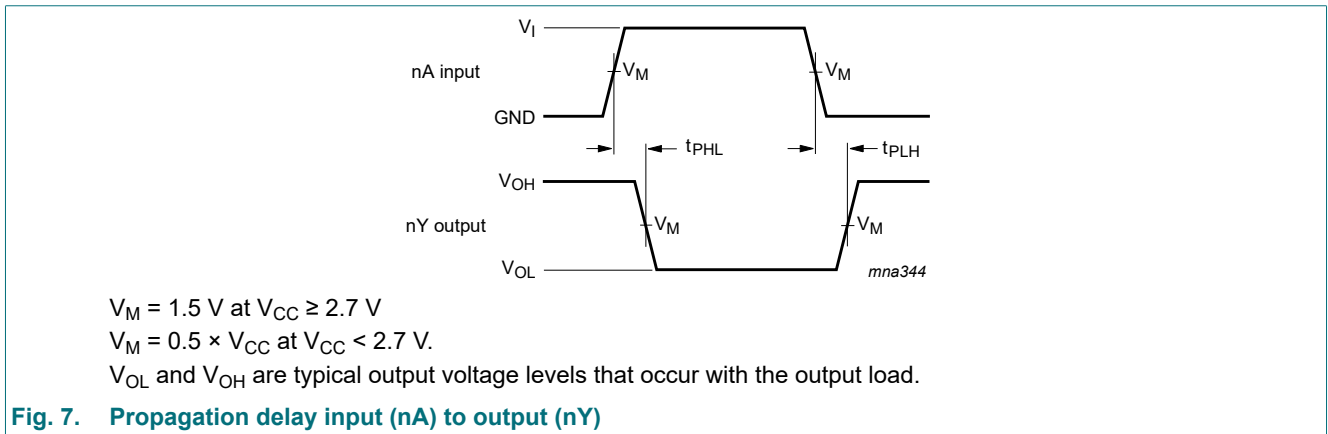 VI
nA input
VM
VM
GND
tPHL
tPLH
VOH
nY output
VM
VM
VOL
mna344
VM = 1.5 V at VCC ≥ 2.7 V
VM = 0.5 × VCC at VCC < 2.7 V.
VOL and VOH are typical output voltage levels that occur with the output load.
Fig. 7. Propagation delay input (nA) to output (nY)